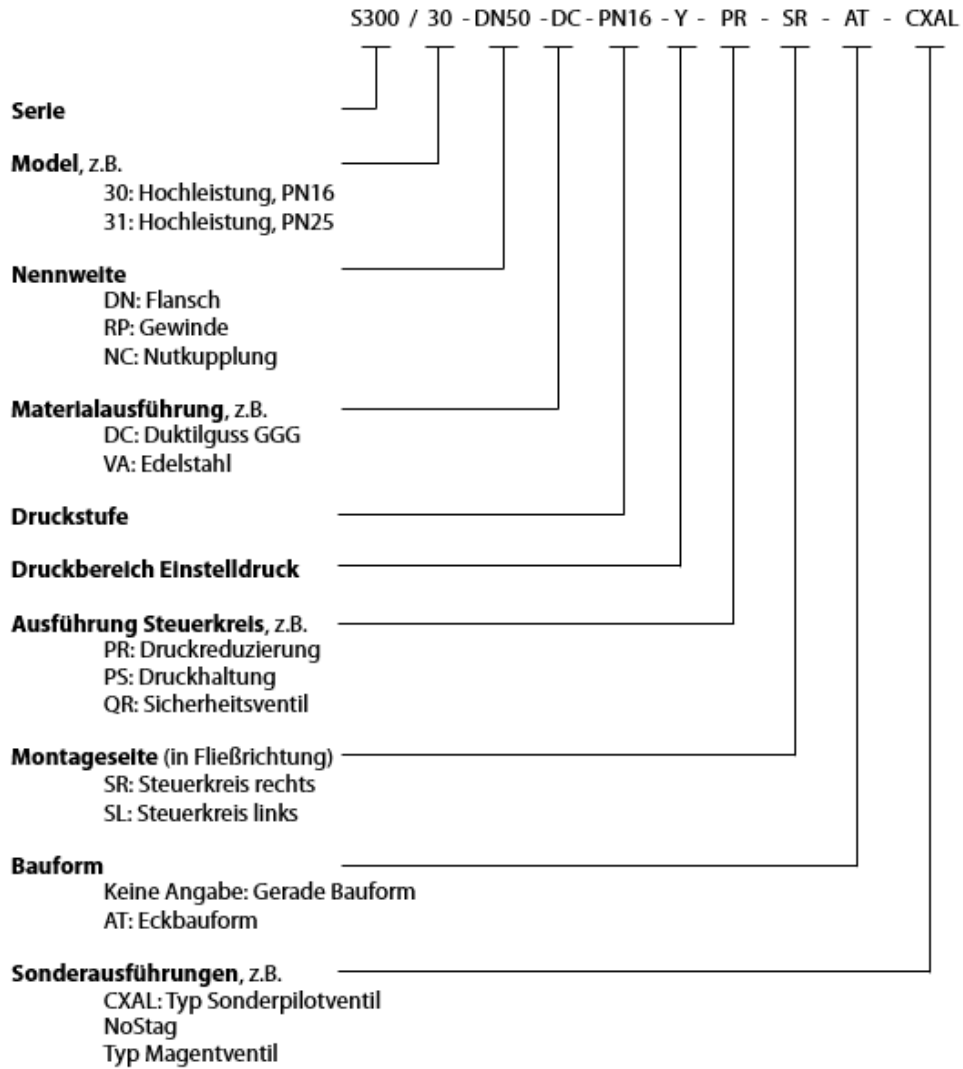 S300 / 30 - DN50 - DC - PN16 - Y - PR - SR - AT - CXAL
Serie
Model, z.B.
30: Hochleistung, PN16
31: Hochleistung, PN25
Nennweite
DN: Flansch
RP: Gewinde
NC: Nutkupplung
Materialausführung, z.B.
DC: Duktilguss GGG
VA: Edelstahl
Druckstufe
Druckbereich Einstelldruck
Ausführung Steuerkreis, z.B.
PR: Druckreduzierung
PS: Druckhaltung
QR: Sicherheitsventil
Montageseite (in Fließrichtung)
SR: Steuerkreis rechts
SL: Steuerkreis links
Bauform
Keine Angabe: Gerade Bauform
AT: Eckbauform
Sonderausführungen, z.B.
CXAL: Typ Sonderpilotventil
NoStag
Typ Magentventil